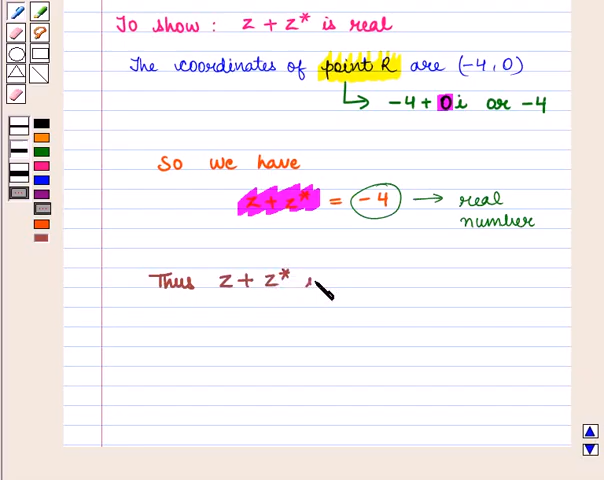 To show : z + z* is real
The coordinates of point R are (-4, 0)
-4 + 0i or -4
So we have
z + z* = -4 → real number
Thus z + z*